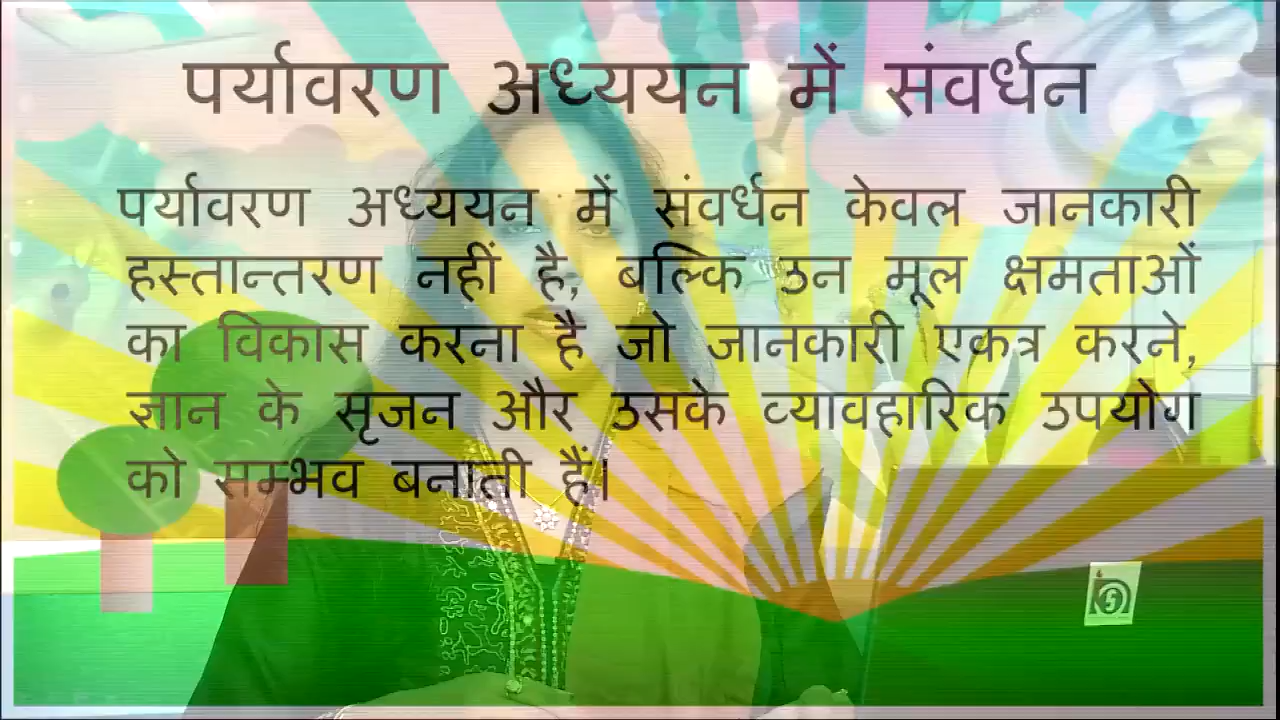 पर्यावरण अध्ययन में संवर्धन
पर्यावरण अध्ययन में संवर्धन केवल जानकारी
हस्तान्तरण नहीं है, बल्कि उन मूल क्षमताओं
का विकास करना है जो जानकारी एकत्र करने,
ज्ञान के सृजन और उसके व्यावहारिक उपयोग
को सम्भव बनाती हैं।